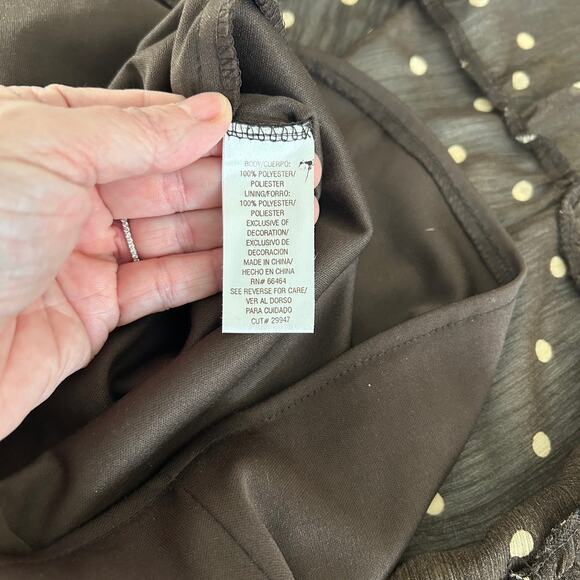 BODY/CUERPO:
100% POLYESTER/
POLIESTER
LINING/FORRO:
100% POLYESTER/
POLIESTER
EXCLUSIVE OF
DECORATION/
EXCLUSIVO DE
DECORACION
MADE IN CHINA/
HECHO EN CHINA
RN# 66464
SEE REVERSE FOR CARE/
VER AL DORSO
PARA CUIDADO
CUT# 29947